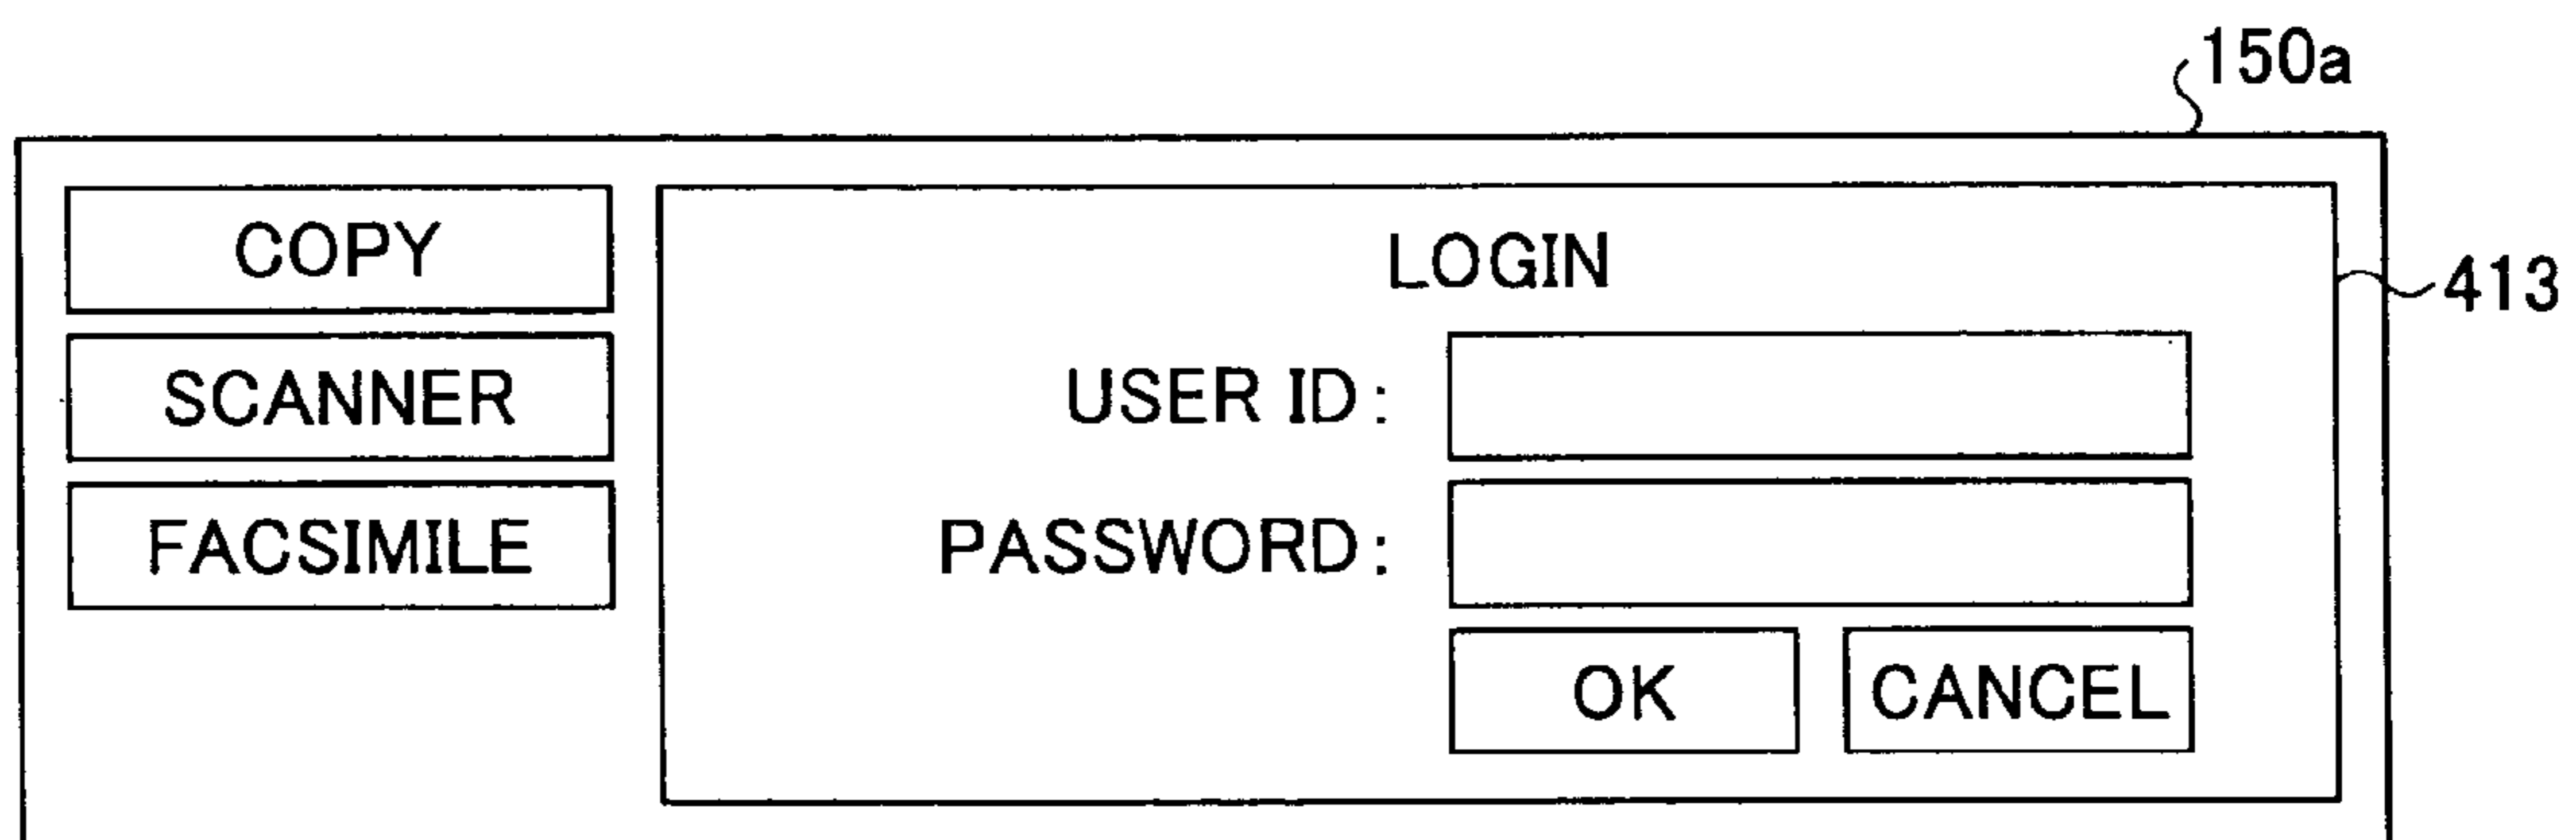 150a
COPY
SCANNER
FACSIMILE
LOGIN
413
USER ID:
PASSWORD:
OK
CANCEL